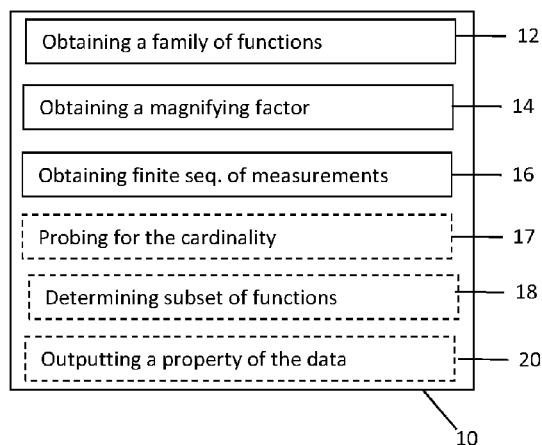 Obtaining a family of functions 12
Obtaining a magnifying factor 14
Obtaining finite seq. of measurements 16
Probing for the cardinality 17
Determining subset of functions 18
Outputting a property of the data 20
10